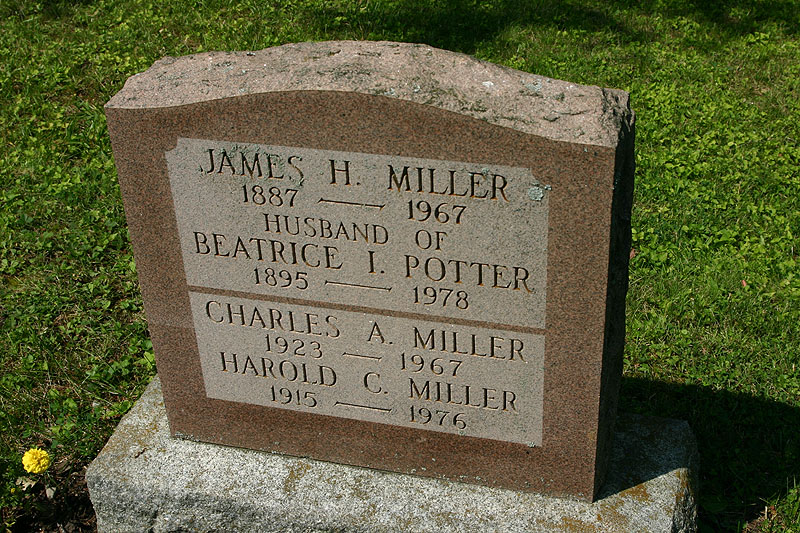 JAMES H. MILLER
1887 — 1967
HUSBAND OF
BEATRICE I. POTTER
1895 — 1978
CHARLES A. MILLER
1923 — 1967
HAROLD C. MILLER
1915 — 1976